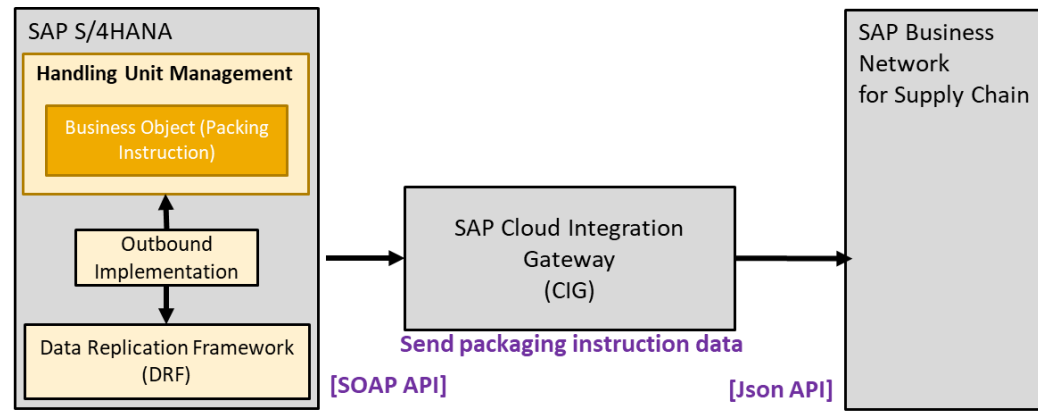 SAP S/4HANA
Handling Unit Management
Business Object (Packing
Instruction)
Outbound
Implementation
Data Replication Framework
(DRF)
SAP Cloud Integration
Gateway
(CIG)
Send packaging instruction data
[SOAP API]
[Json API]
SAP Business
Network
for Supply Chain